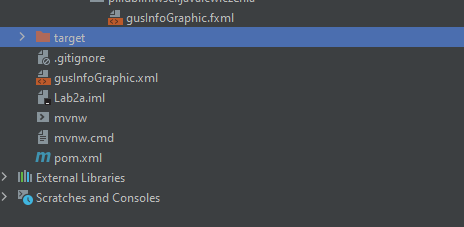 gusInfoGraphic.fxml
target
.gitignore
gusInfoGraphic.xml
Lab2a.iml
mvnw
mvnw.cmd
pom.xml
External Libraries
Scratches and Consoles